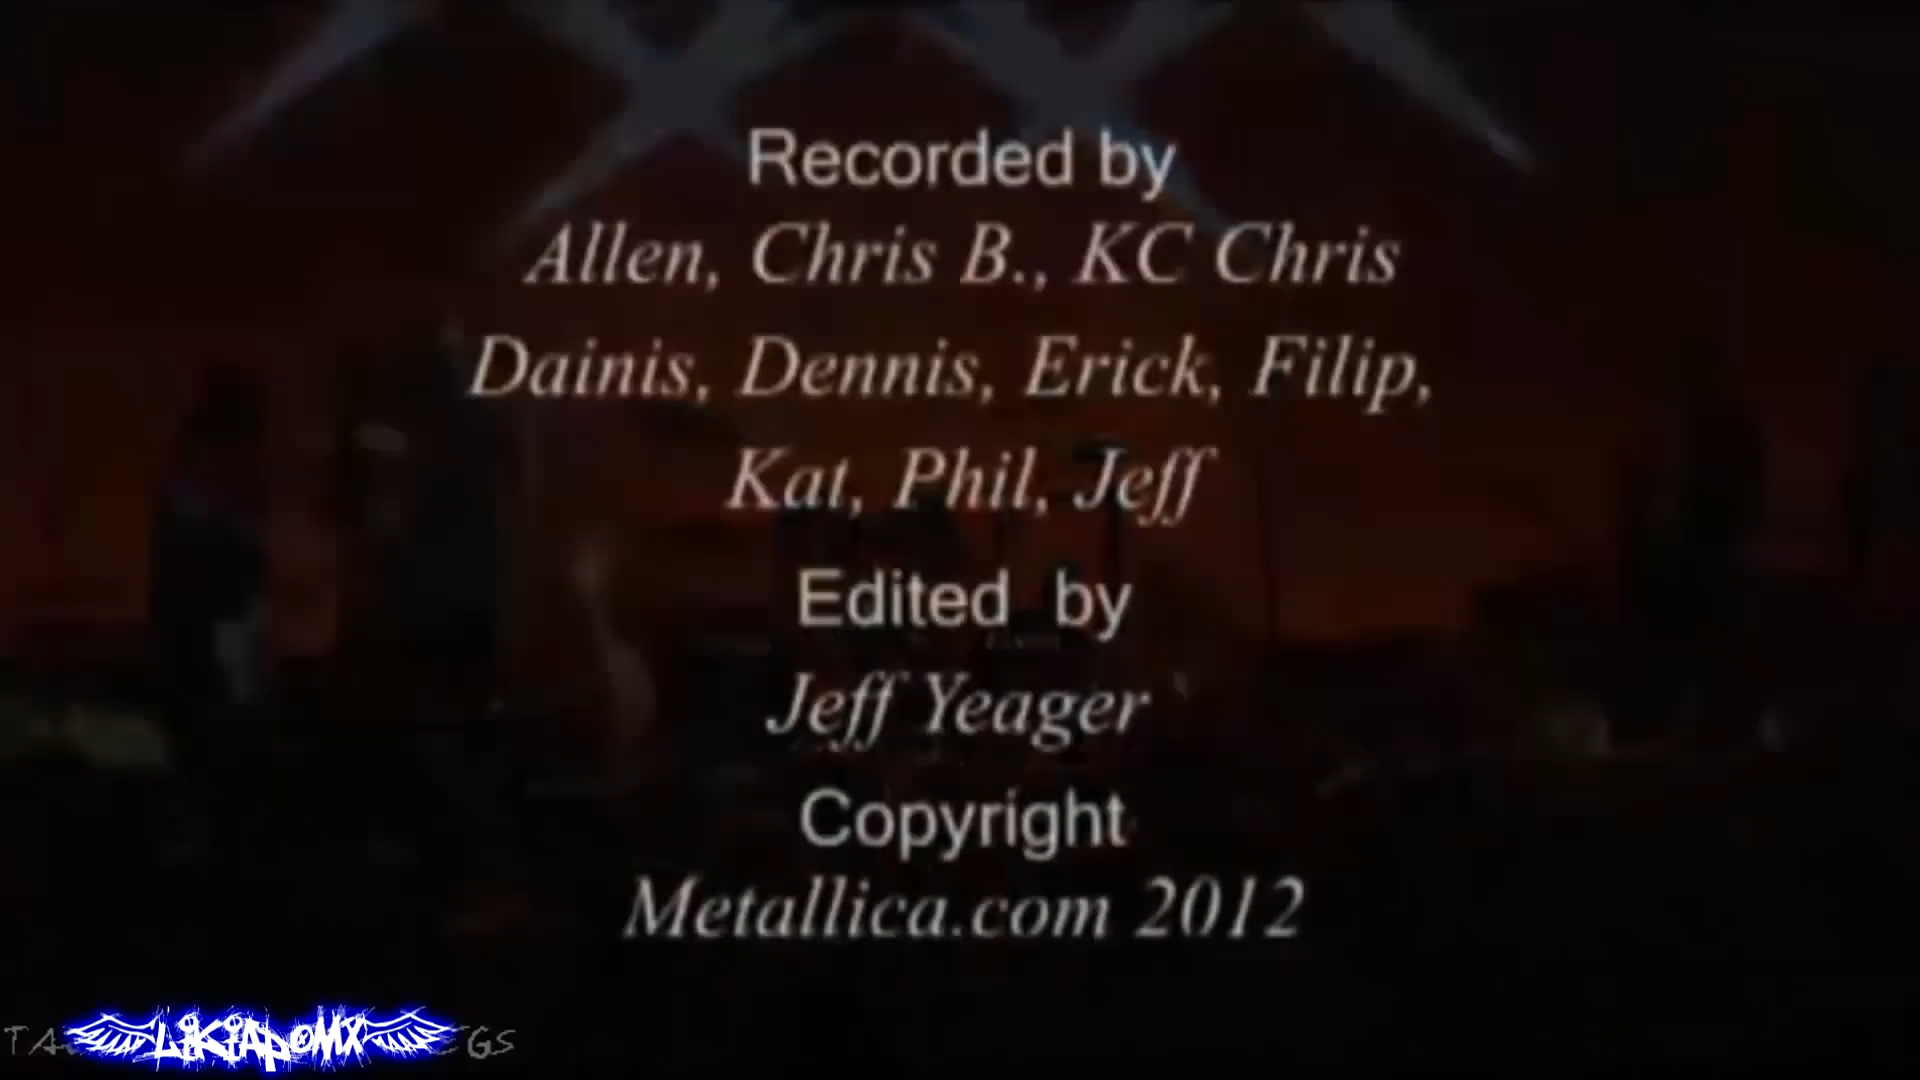 Recorded by
Allen, Chris B., KC Chris
Dainis, Dennis, Erick, Filip,
Kat, Phil, Jeff
Edited by
Jeff Yeager
Copyright
Metallica.com 2012
LiKiApoMX